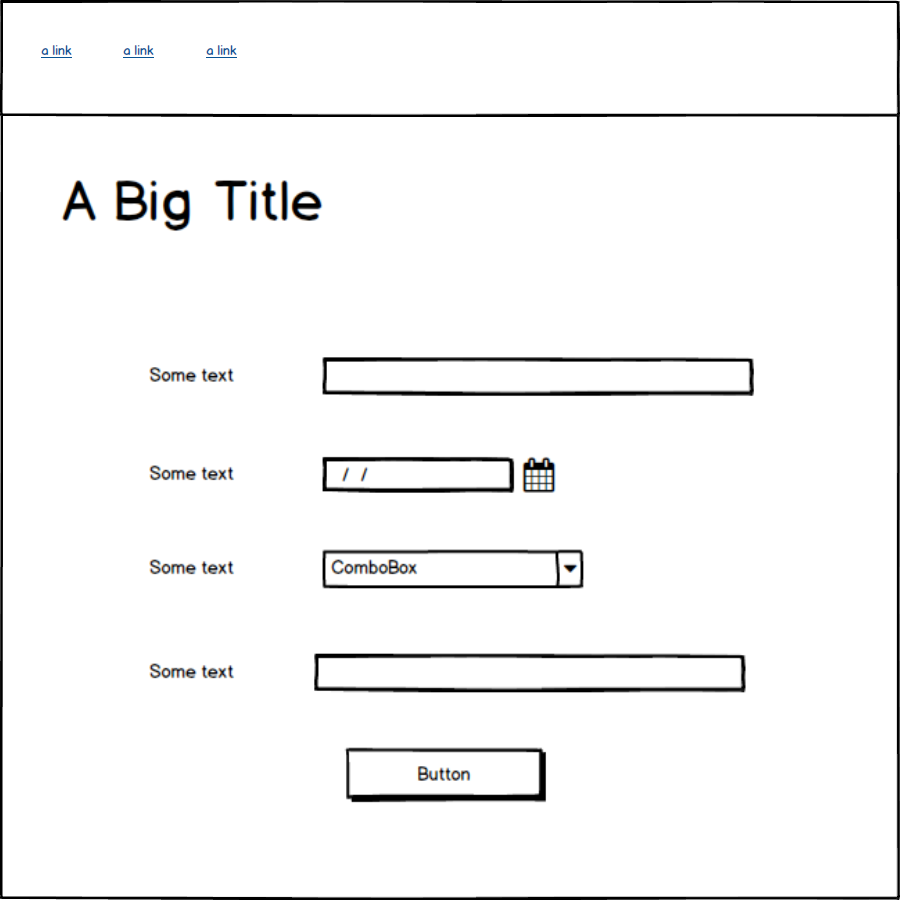 a link a link a link
A Big Title
Some text
Some text / /
Some text ComboBox
Some text
Button